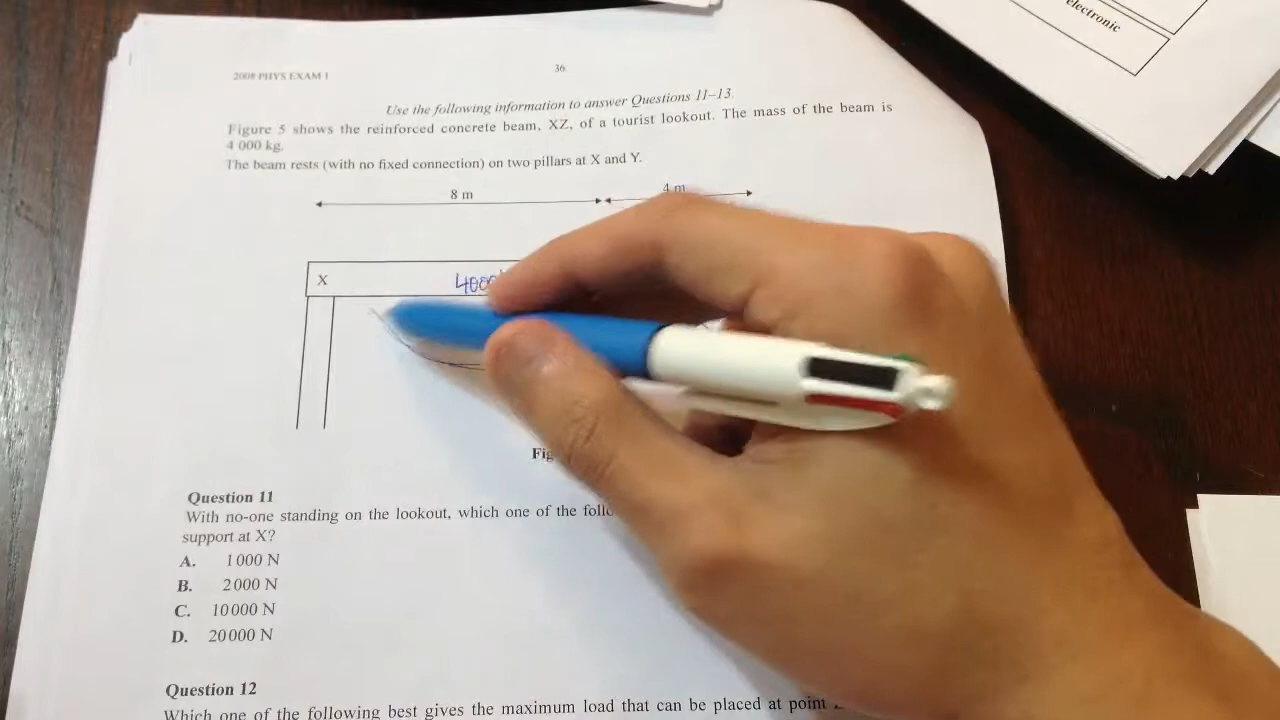 electronic
2008 PHYS EXAM 1
36
Use the following information to answer Questions 11–13.
Figure 5 shows the reinforced concrete beam, XZ, of a tourist lookout. The mass of the beam is
4 000 kg.
The beam rests (with no fixed connection) on two pillars at X and Y.
8 m
4 m
X
4000
Fig
Question 11
With no-one standing on the lookout, which one of the follo
support at X?
A. 1 000 N
B. 2 000 N
C. 10 000 N
D. 20 000 N
Question 12
Which one of the following best gives the maximum load that can be placed at point